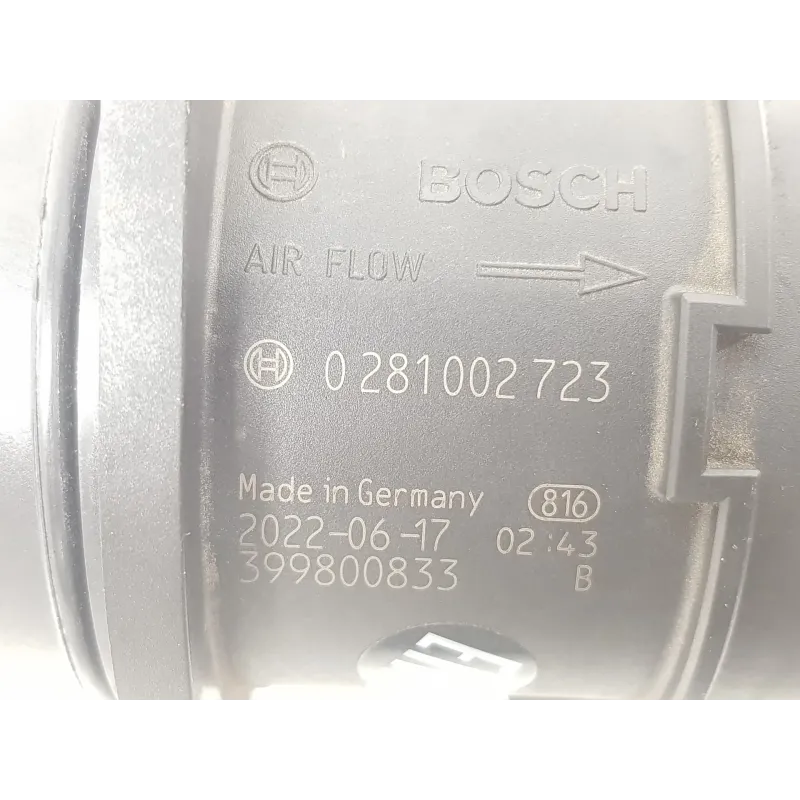 BOSCH
AIR FLOW
0 281 002 723
Made in Germany 816
2022-06-17 02:43
399800833 B